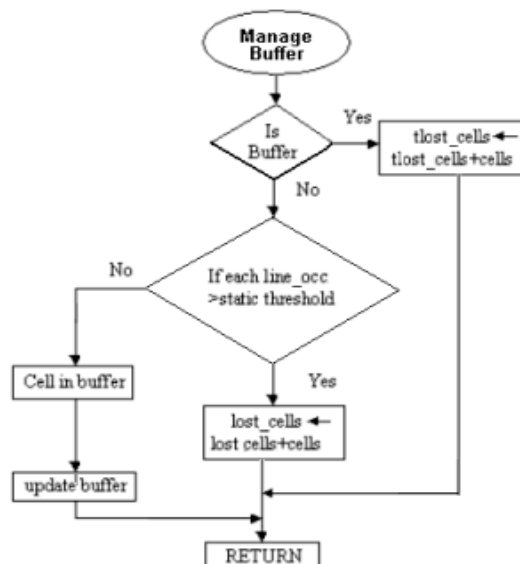 Manage
Buffer
Is
Buffer
Yes
tlost_cells ←
tlost_cells+cells
No
If each line_occ
>static threshold
No
Cell in buffer
update buffer
Yes
lost_cells ←
lost cells+cells
RETURN